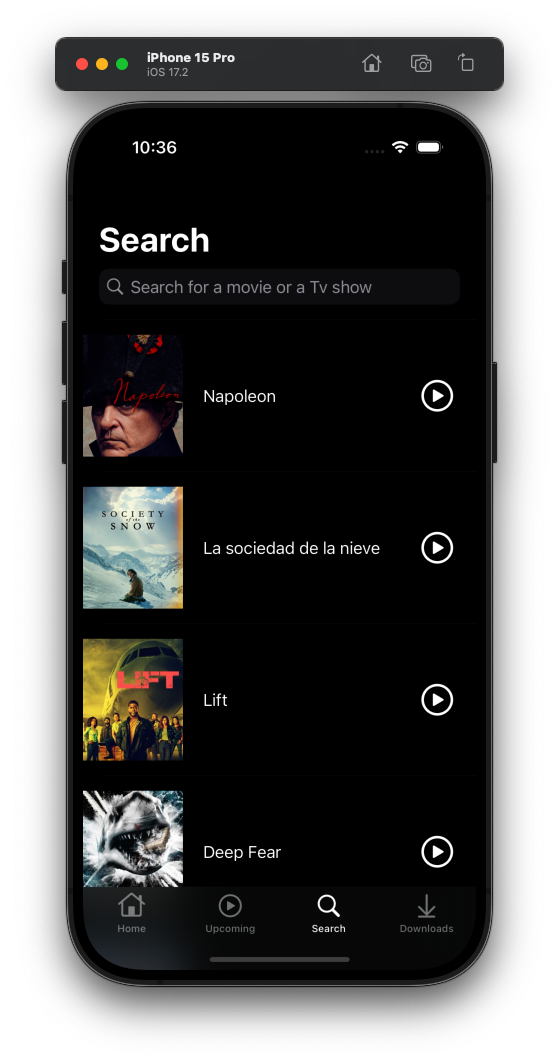 iPhone 15 Pro
iOS 17.2
10:36
Search
Search for a movie or a Tv show
Napoleon
Napoleon
SOCIETY
of the
SNOW
La sociedad de la nieve
LIFT
Lift
Deep Fear
Home
Upcoming
Search
Downloads